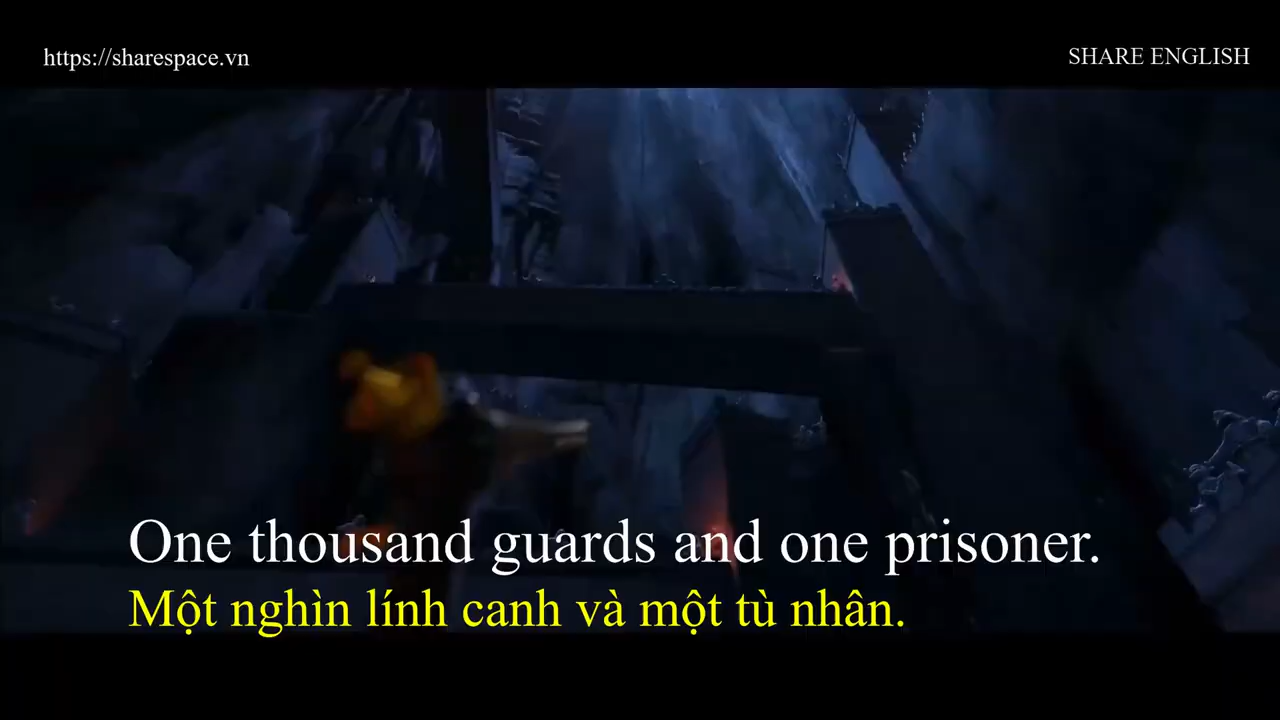 https://sharespace.vn
SHARE ENGLISH
One thousand guards and one prisoner.
Một nghìn lính canh và một tù nhân.